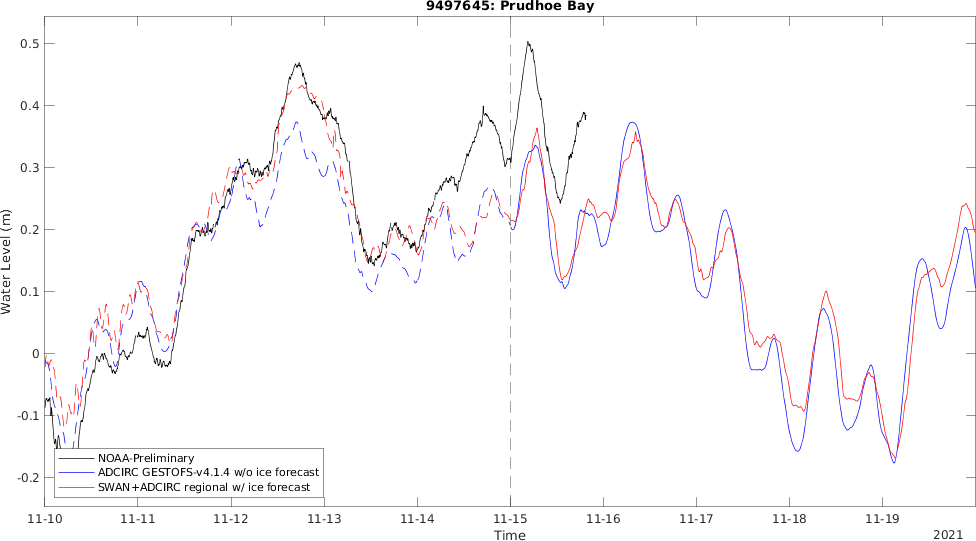 9497645: Prudhoe Bay
Water Level (m)
0.5
0.4
0.3
0.2
0.1
0
-0.1
-0.2
NOAA-Preliminary
ADCIRC GESTOFS-v4.1.4 w/o ice forecast
SWAN+ADCIRC regional w/ ice forecast
11-10 11-11 11-12 11-13 11-14 11-15 11-16 11-17 11-18 11-19
Time
2021